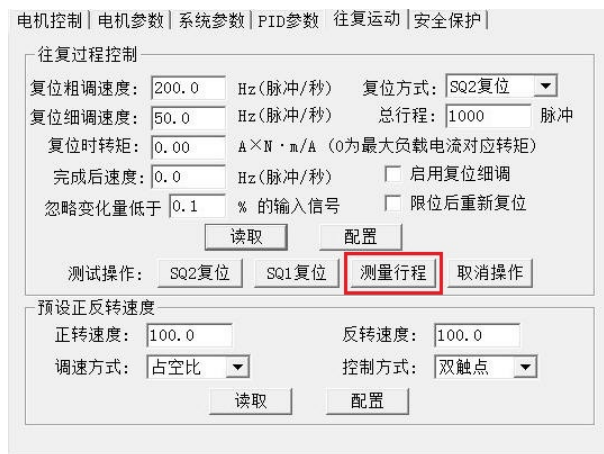 电机控制 电机参数 系统参数 PID参数 往复运动 安全保护
往复过程控制
复位粗调速度: 200.0 Hz(脉冲/秒) 复位方式: SQ2复位
复位细调速度: 50.0 Hz(脉冲/秒) 总行程: 1000 脉冲
复位时转矩: 0.00 A×N·m/A (0为最大负载电流对应转矩)
完成后速度: 0.0 Hz(脉冲/秒) 启用复位细调
忽略变化量低于 0.1 % 的输入信号 限位后重新复位
读取 配置
测试操作: SQ2复位 SQ1复位 测量行程 取消操作
预设正反转速度
正转速度: 100.0 反转速度: 100.0
调速方式: 占空比 控制方式: 双触点
读取 配置